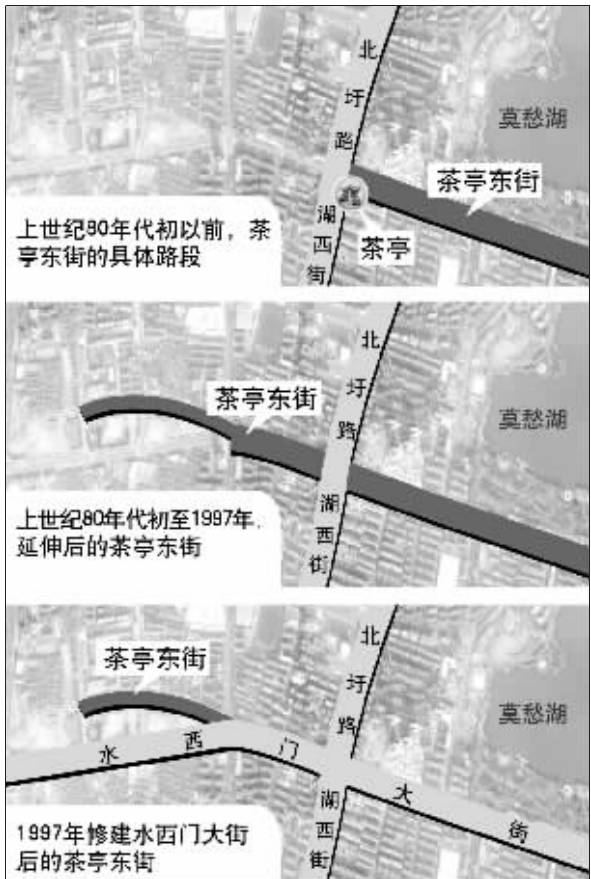 北圩路
莫愁湖
茶亭东街
茶亭
湖西街
上世纪80年代初以前，茶
亭东街的具体路段
北圩路
茶亭东街
莫愁湖
湖西街
上世纪80年代初至1997年，
延伸后的茶亭东街
北圩路
茶亭东街
莫愁湖
水西门大街
湖西街
1997年修建水西门大街
后的茶亭东街